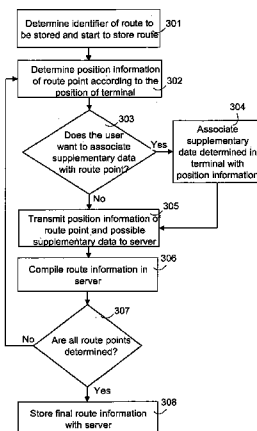 301
Determine identifier of route to
be stored and start to store route
Determine position information
of route point according to the
position of terminal
302
303
Does the user
want to associate
supplementary data
with route point?
Yes
304
Associate
supplementary
data determined in
terminal with
position information
No
305
Transmit position information of
route point and possible
supplementary data to server
306
Compile route information in
server
307
No
Are all route points
determined?
Yes
308
Store final route information
with server